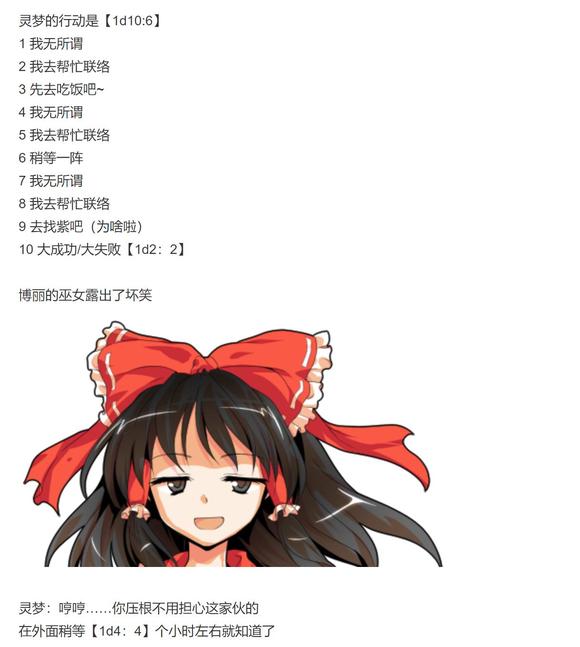 灵梦的行动是【1d10:6】
1 我无所谓
2 我去帮忙联络
3 先去吃饭吧~
4 我无所谓
5 我去帮忙联络
6 稍等一阵
7 我无所谓
8 我去帮忙联络
9 去找紫吧（为啥啦）
10 大成功/大失败【1d2：2】
博丽的巫女露出了坏笑
灵梦：哼哼……你压根不用担心这家伙的
在外面稍等【1d4：4】个小时左右就知道了